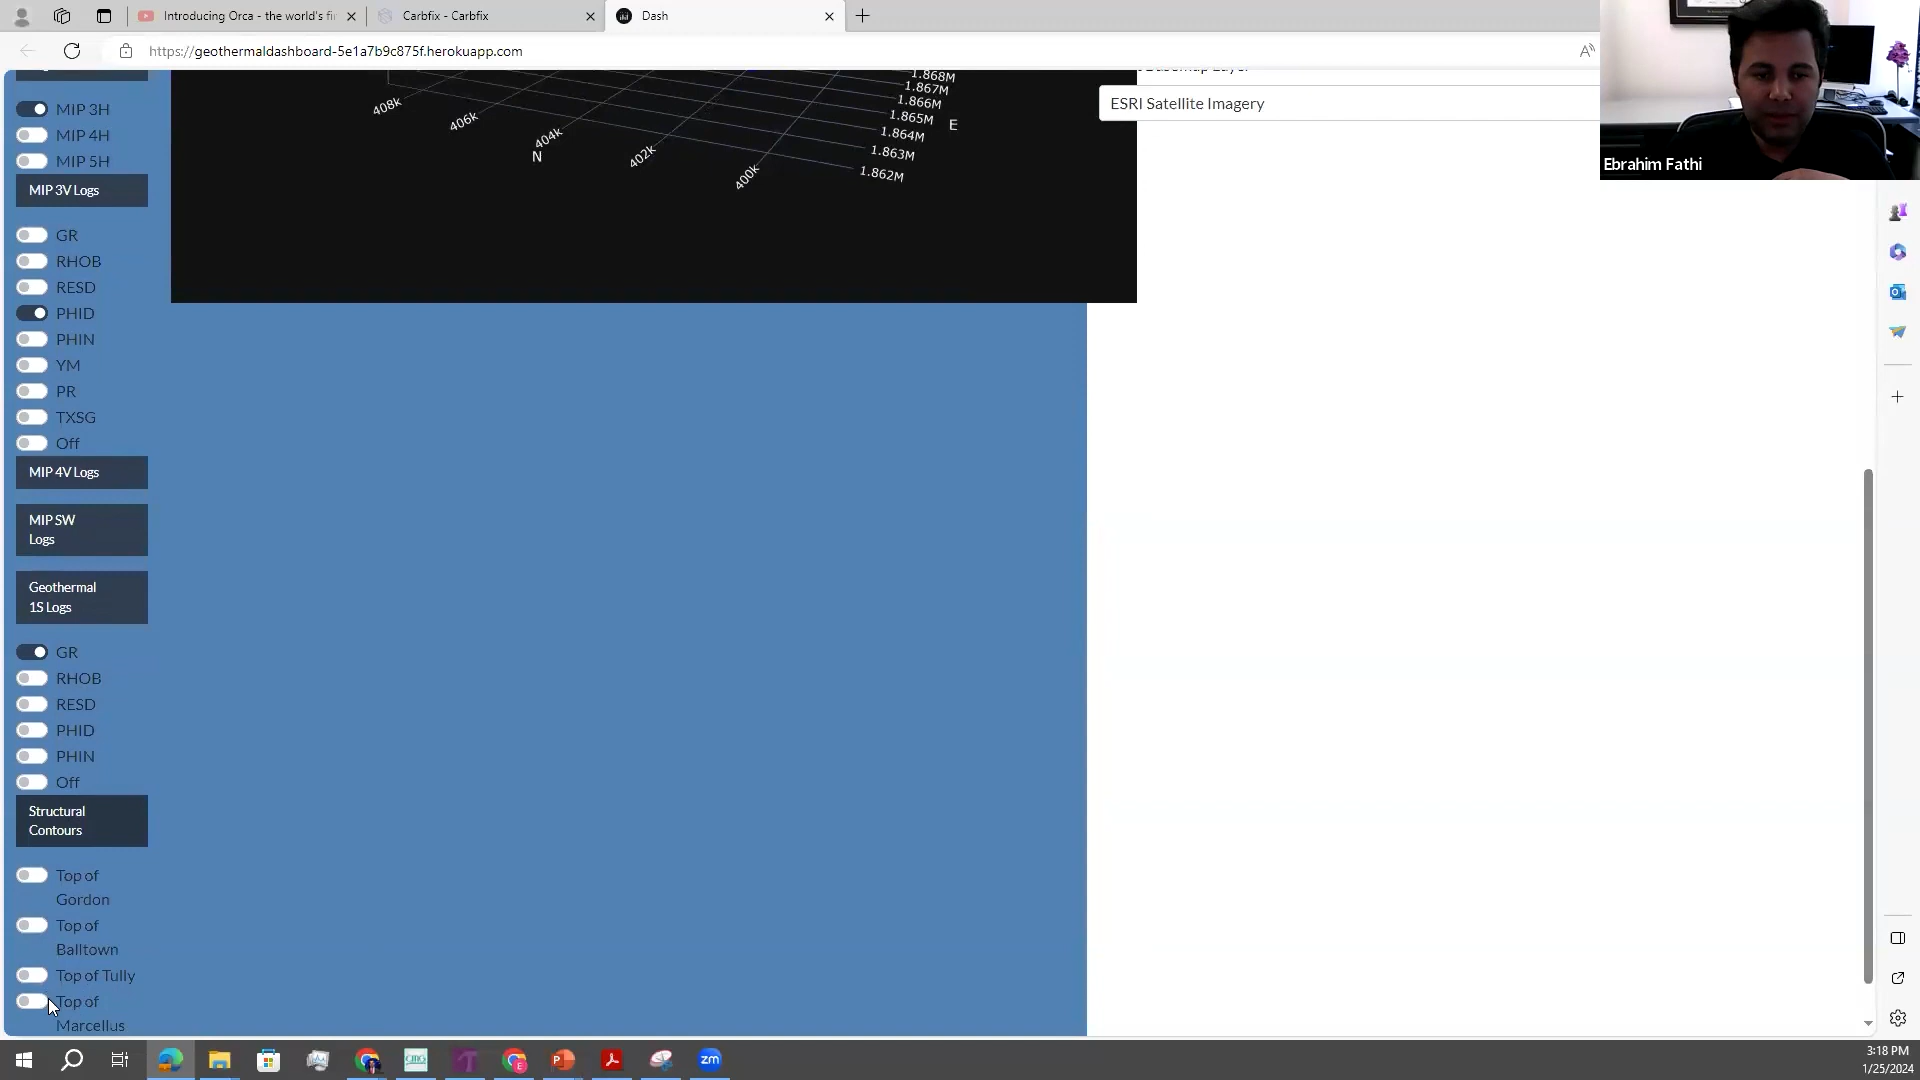 Introducing Orca - the world's fi
Carbfix - Carbfix
Dash
https://geothermaldashboard-5e1a7b9c875f.herokuapp.com
MIP 3H
MIP 4H
MIP 5H
MIP 3V Logs
GR
RHOB
RESD
PHID
PHIN
YM
PR
TXSG
Off
MIP 4V Logs
MIP SW
Logs
Geothermal
1S Logs
GR
RHOB
RESD
PHID
PHIN
Off
Structural
Contours
Top of
Gordon
Top of
Balltown
Top of Tully
Top of
Marcellus
408k
406k
404k
402k
400k
N
1.868M
1.867M
1.866M
1.865M
1.864M
1.863M
1.862M
E
ESRI Satellite Imagery
Ebrahim Fathi
zm
3:18 PM
1/25/2024